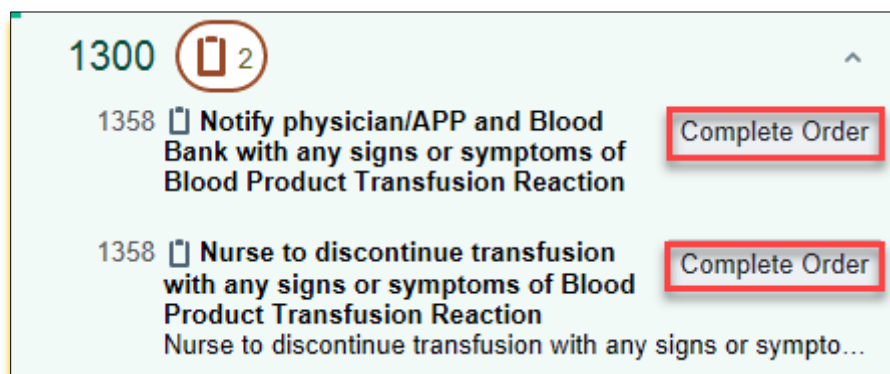 1300 2
1358 Notify physician/APP and Blood Complete Order
Bank with any signs or symptoms of
Blood Product Transfusion Reaction
1358 Nurse to discontinue transfusion Complete Order
with any signs or symptoms of Blood
Product Transfusion Reaction
Nurse to discontinue transfusion with any signs or sympto...